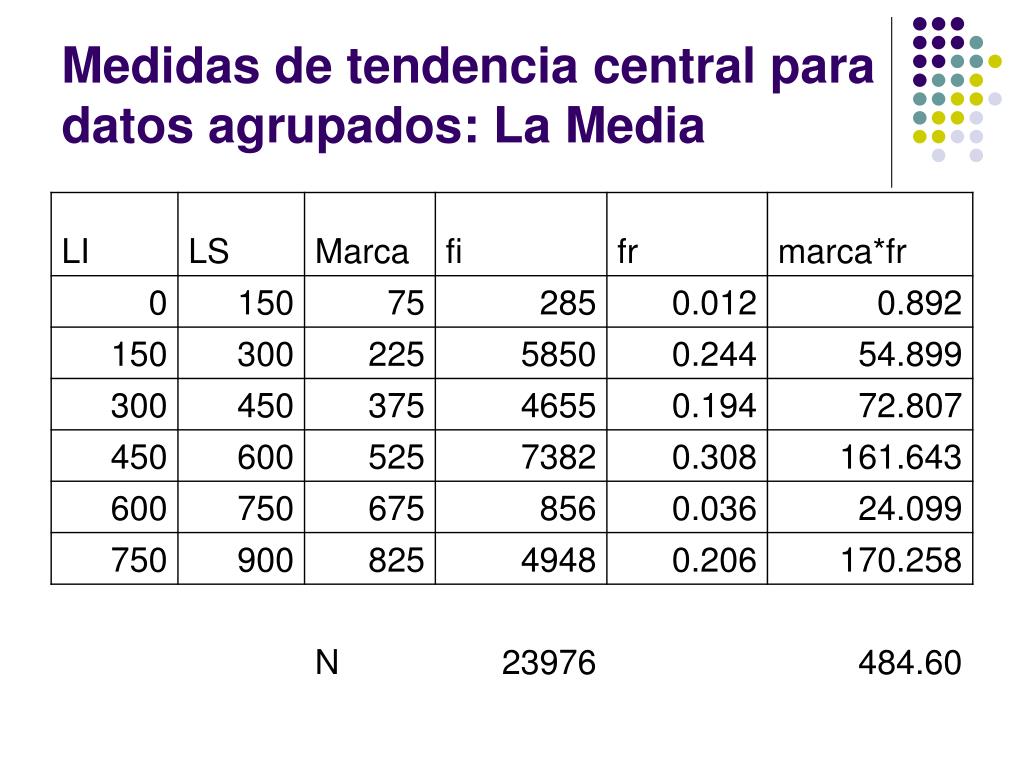 Medidas de tendencia central para
datos agrupados: La Media
LI LS Marca fi fr marca*fr
0 150 75 285 0.012 0.892
150 300 225 5850 0.244 54.899
300 450 375 4655 0.194 72.807
450 600 525 7382 0.308 161.643
600 750 675 856 0.036 24.099
750 900 825 4948 0.206 170.258
N 23976 484.60